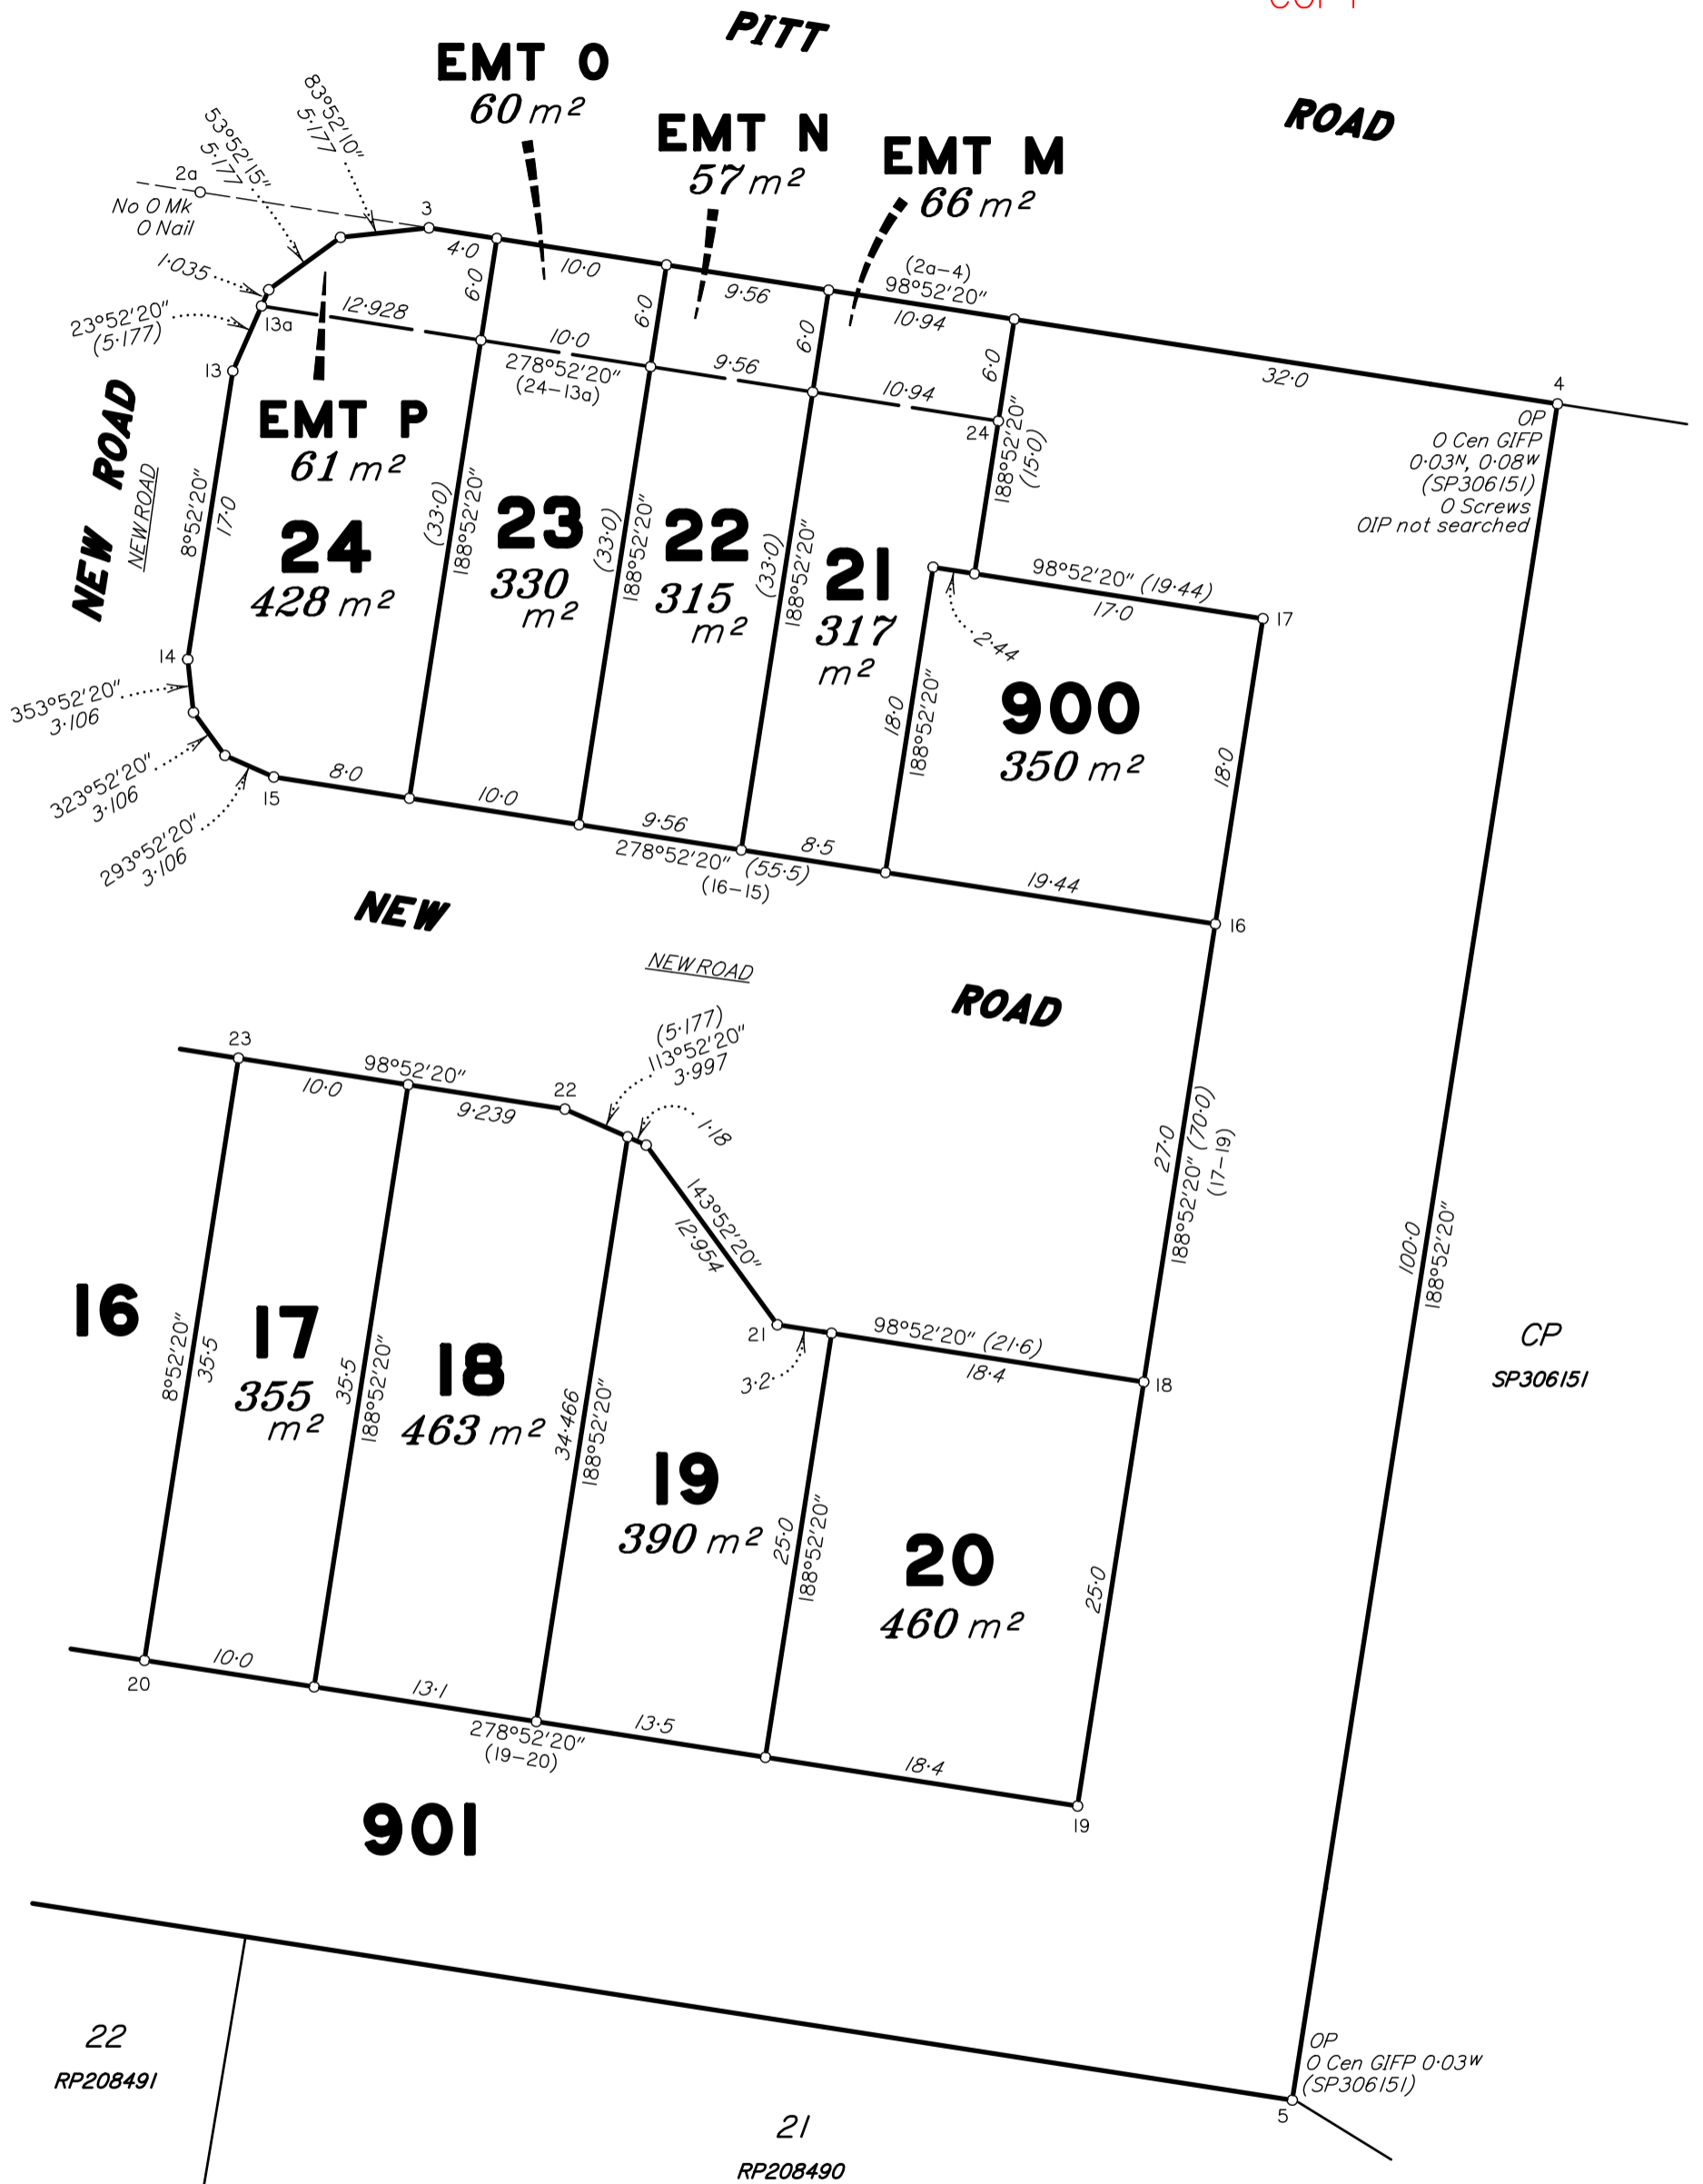 PITT
ROAD
EMT O
60 m²
EMT N
57 m²
EMT M
66 m²
83°52'10"
5·177
53°52'15"
5·177
2a
No O Mk
O Nail
3
4·0
6·0
10·0
6·0
9·56
6·0
(2a–4)
98°52'20"
10·94
6·0
32·0
4
1·035
23°52'20"
(5·177)
13a
12·928
10·0
278°52'20"
(24–13a)
9·56
10·94
24
188°52'20"
(15·0)
OP
O Cen GIFP
0·03N, 0·08W
(SP306151)
O Screws
OIP not searched
13
NEW ROAD
NEW ROAD
8°52'20"
17·0
EMT P
61 m²
24
428 m²
(33·0)
188°52'20"
23
330
m²
(33·0)
188°52'20"
22
315
m²
(33·0)
188°52'20"
21
317
m²
98°52'20" (19·44)
17·0
17
2·44
18·0
188°52'20"
900
350 m²
18·0
14
353°52'20"
3·106
323°52'20"
3·106
293°52'20"
3·106
15
8·0
10·0
9·56
278°52'20" (55·5)
(16–15)
8·5
19·44
16
NEW
NEW ROAD
ROAD
(5·177)
113°52'20"
3·997
1·18
23
98°52'20"
10·0
9·239
22
143°52'20"
12·954
27·0
188°52'20" (70·0)
(17–19)
100·0
188°52'20"
21
3·2
98°52'20" (21·6)
18·4
18
CP
SP306151
16
8°52'20"
35·5
17
355
m²
35·5
188°52'20"
18
463 m²
34·466
188°52'20"
19
390 m²
25·0
188°52'20"
20
460 m²
25·0
20
10·0
13·1
278°52'20"
(19–20)
13·5
18·4
19
901
22
RP208491
21
RP208490
OP
O Cen GIFP 0·03W
(SP306151)
5